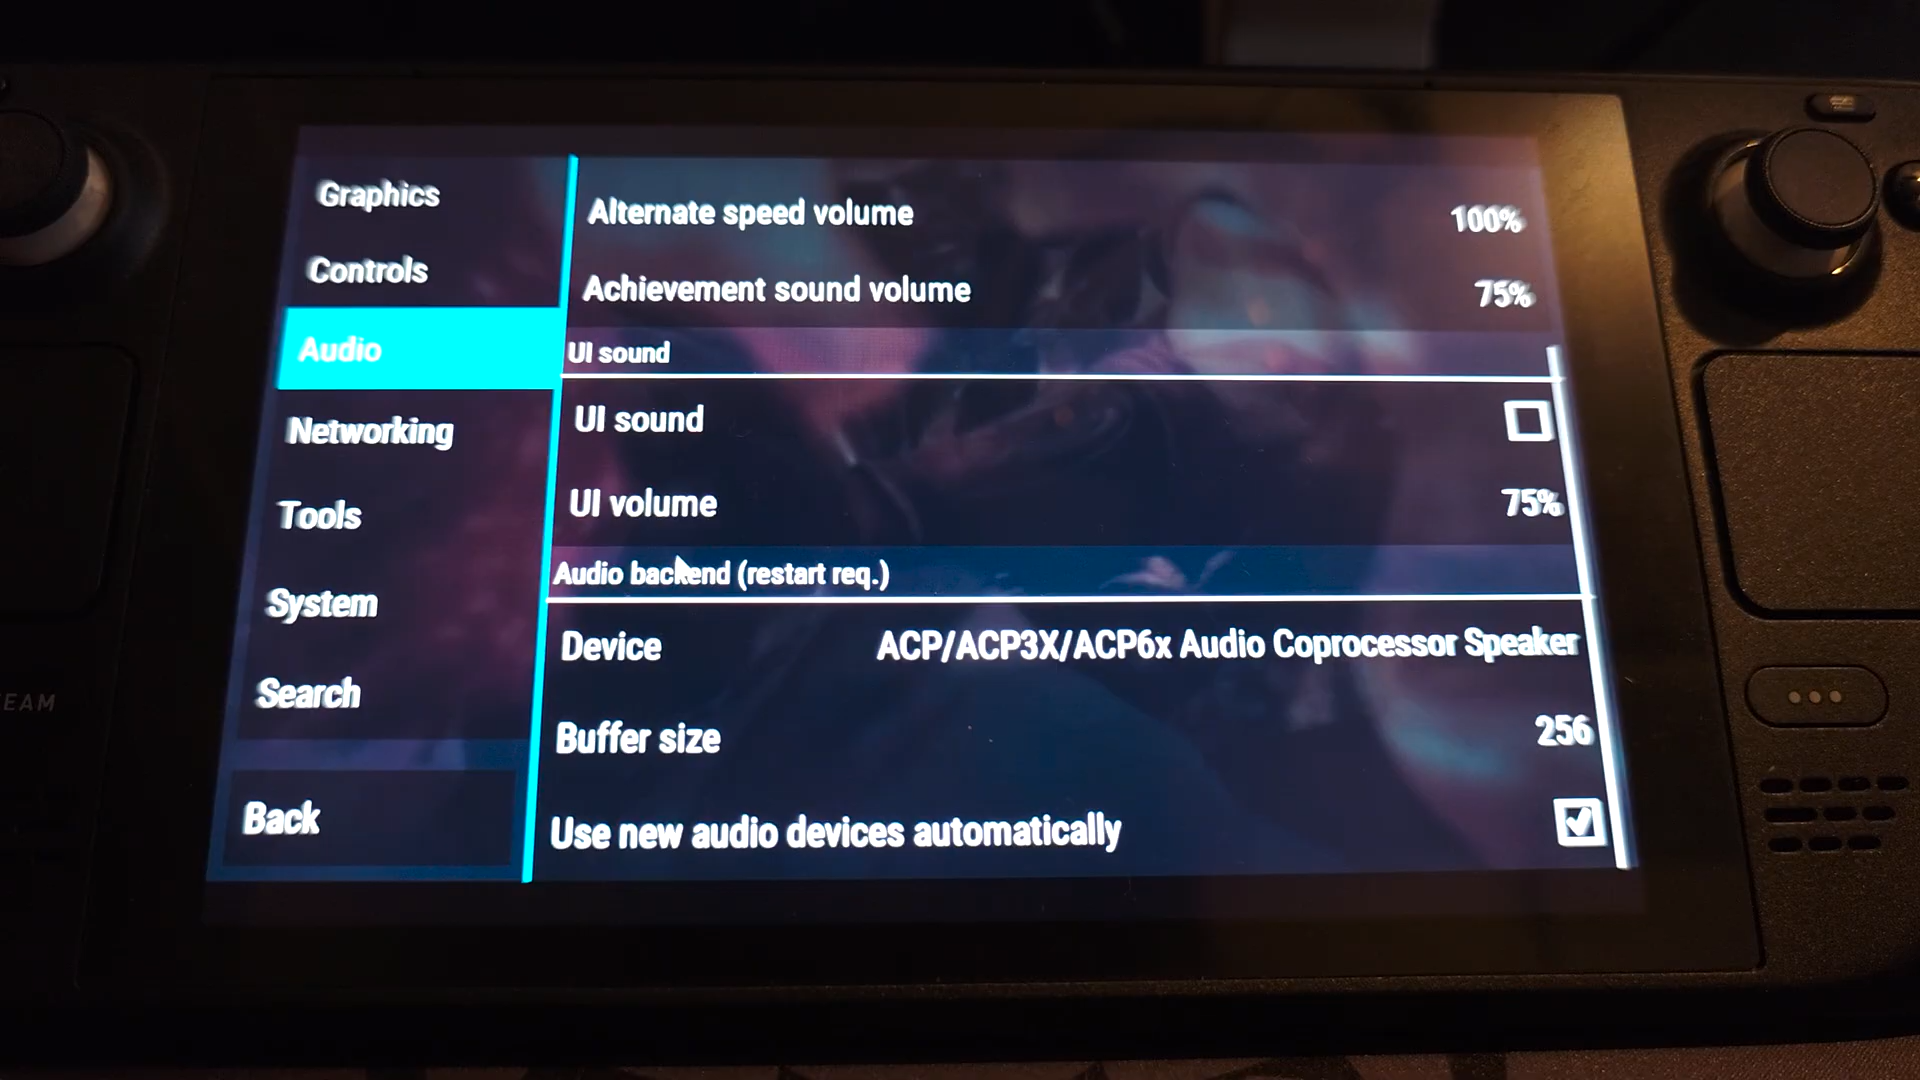 Graphics
Controls
Audio
Networking
Tools
System
Search
Back
Alternate speed volume 100%
Achievement sound volume 75%
UI sound
UI sound
UI volume 75%
Audio backend (restart req.)
Device ACP/ACP3X/ACP6x Audio Coprocessor Speaker
Buffer size 256
Use new audio devices automatically
EAM